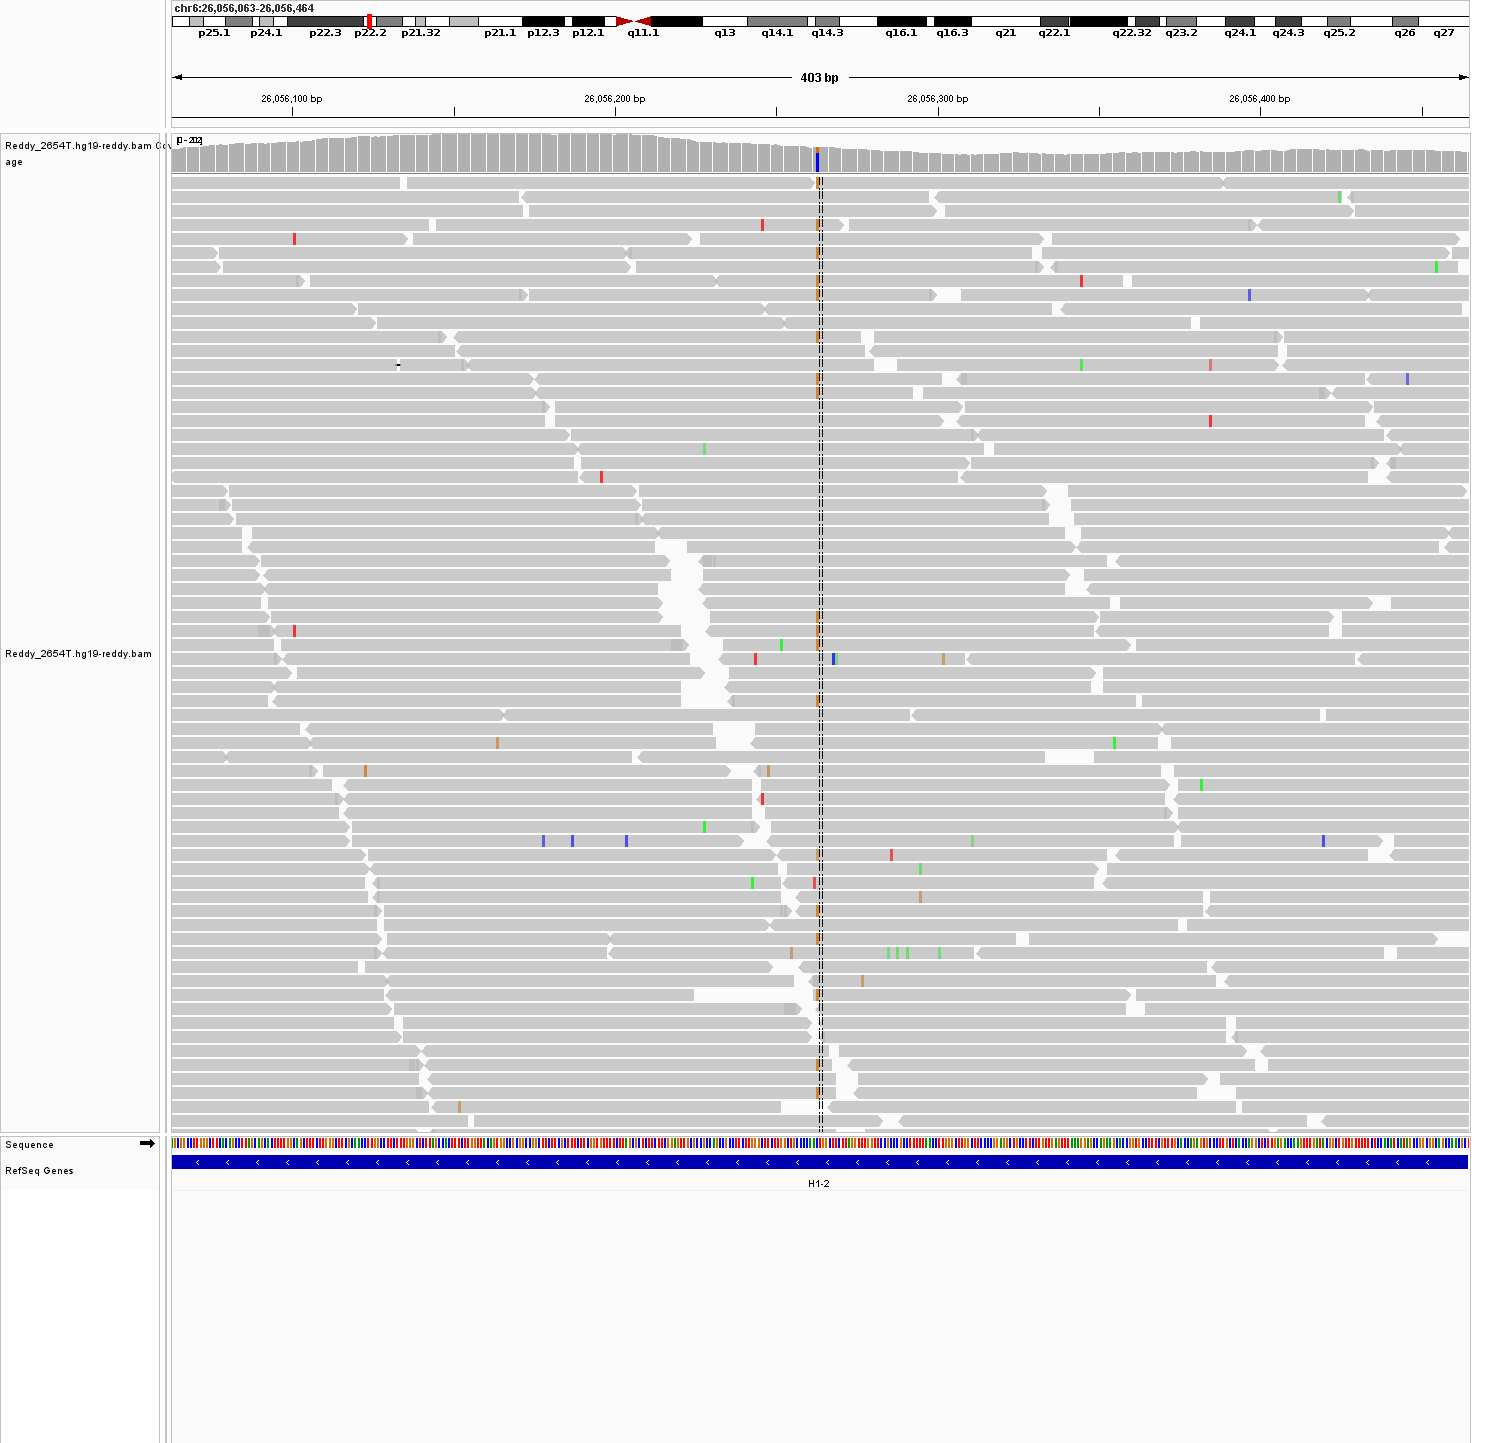 chr6:26,056,063-26,056,464
p25.1 p24.1 p22.3 p22.2 p21.32 p21.1 p12.3 p12.1 q11.1 q13 q14.1 q14.3 q16.1 q16.3 q21 q22.1 q22.32 q23.2 q24.1 q24.3 q25.2 q26 q27
403 bp
26,056,100 bp 26,056,200 bp 26,056,300 bp 26,056,400 bp
Reddy_2654T.hg19-reddy.bam Cov
age
Reddy_2654T.hg19-reddy.bam
Sequence
RefSeq Genes
H1-2